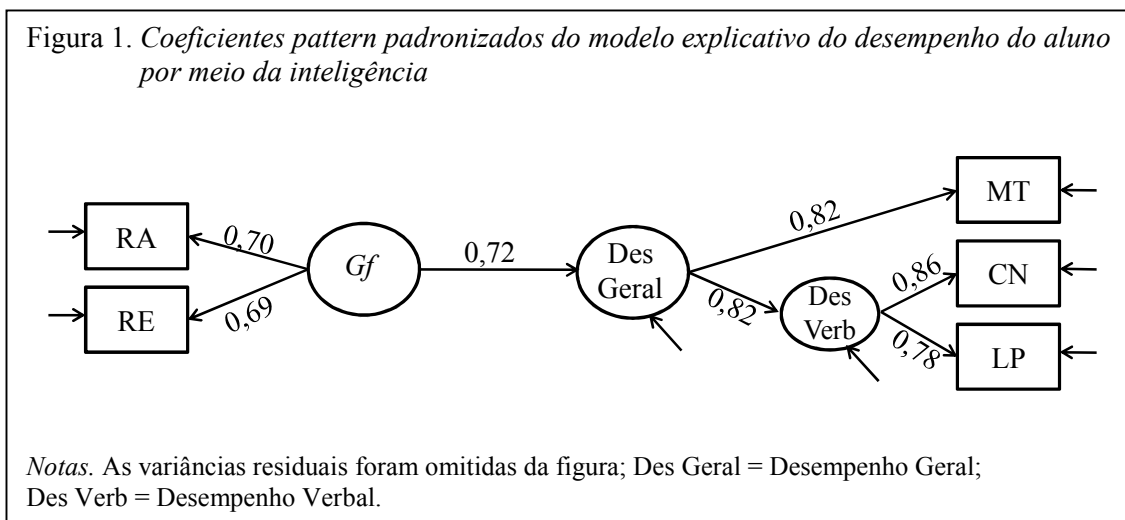 Figura 1. Coeficientes pattern padronizados do modelo explicativo do desempenho do aluno
por meio da inteligência
RA
RE
0,70
0,69
Gf
0,72
Des
Geral
0,82
0,82
Des
Verb
0,86
0,78
MT
CN
LP
Notas. As variâncias residuais foram omitidas da figura; Des Geral = Desempenho Geral;
Des Verb = Desempenho Verbal.